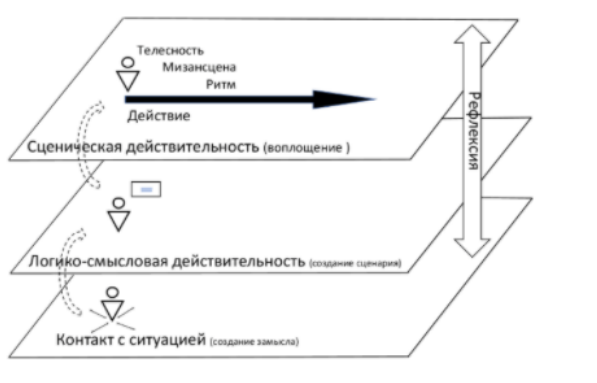 Телесность
Мизансцена
Ритм
Действие
Сценическая действительность (воплощение )
Рефлексия
Логико-смысловая действительность (создание сценария)
Контакт с ситуацией (создание замысла)